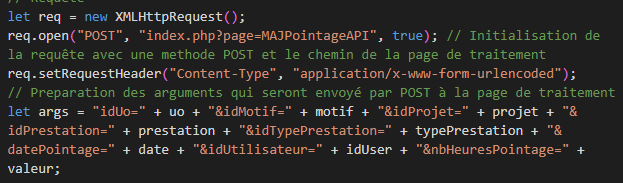 // Requête
let req = new XMLHttpRequest();
req.open("POST", "index.php?page=MAJPointageAPI", true); // Initialisation de
la requête avec une methode POST et le chemin de la page de traitement
req.setRequestHeader("Content-Type", "application/x-www-form-urlencoded");
// Preparation des arguments qui seront envoyé par POST à la page de traitement
let args = "idUo=" + uo + "&idMotif=" + motif + "&idProjet=" + projet + "&
idPrestation=" + prestation + "&idTypePrestation=" + typePrestation + "&
datePointage=" + date + "&idUtilisateur=" + idUser + "&nbHeuresPointage=" +
valeur;